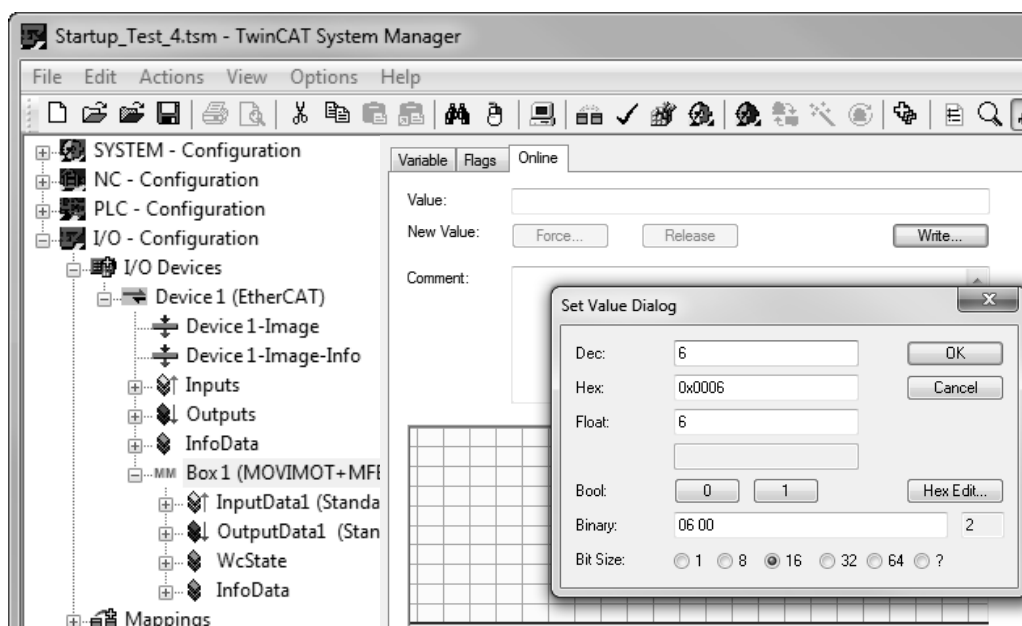 Startup_Test_4.tsm - TwinCAT System Manager
File Edit Actions View Options Help
SYSTEM - Configuration
NC - Configuration
PLC - Configuration
I/O - Configuration
I/O Devices
Device 1 (EtherCAT)
Device 1-Image
Device 1-Image-Info
Inputs
Outputs
InfoData
MM Box 1 (MOVIMOT+MFE
InputData1 (Standa
OutputData1 (Stan
WcState
InfoData
Mappings
Variable Flags Online
Value:
New Value: Force... Release Write...
Comment:
Set Value Dialog
Dec: 6 OK
Hex: 0x0006 Cancel
Float: 6
Bool: 0 1 Hex Edit...
Binary: 06 00 2
Bit Size: 1 8 16 32 64 ?